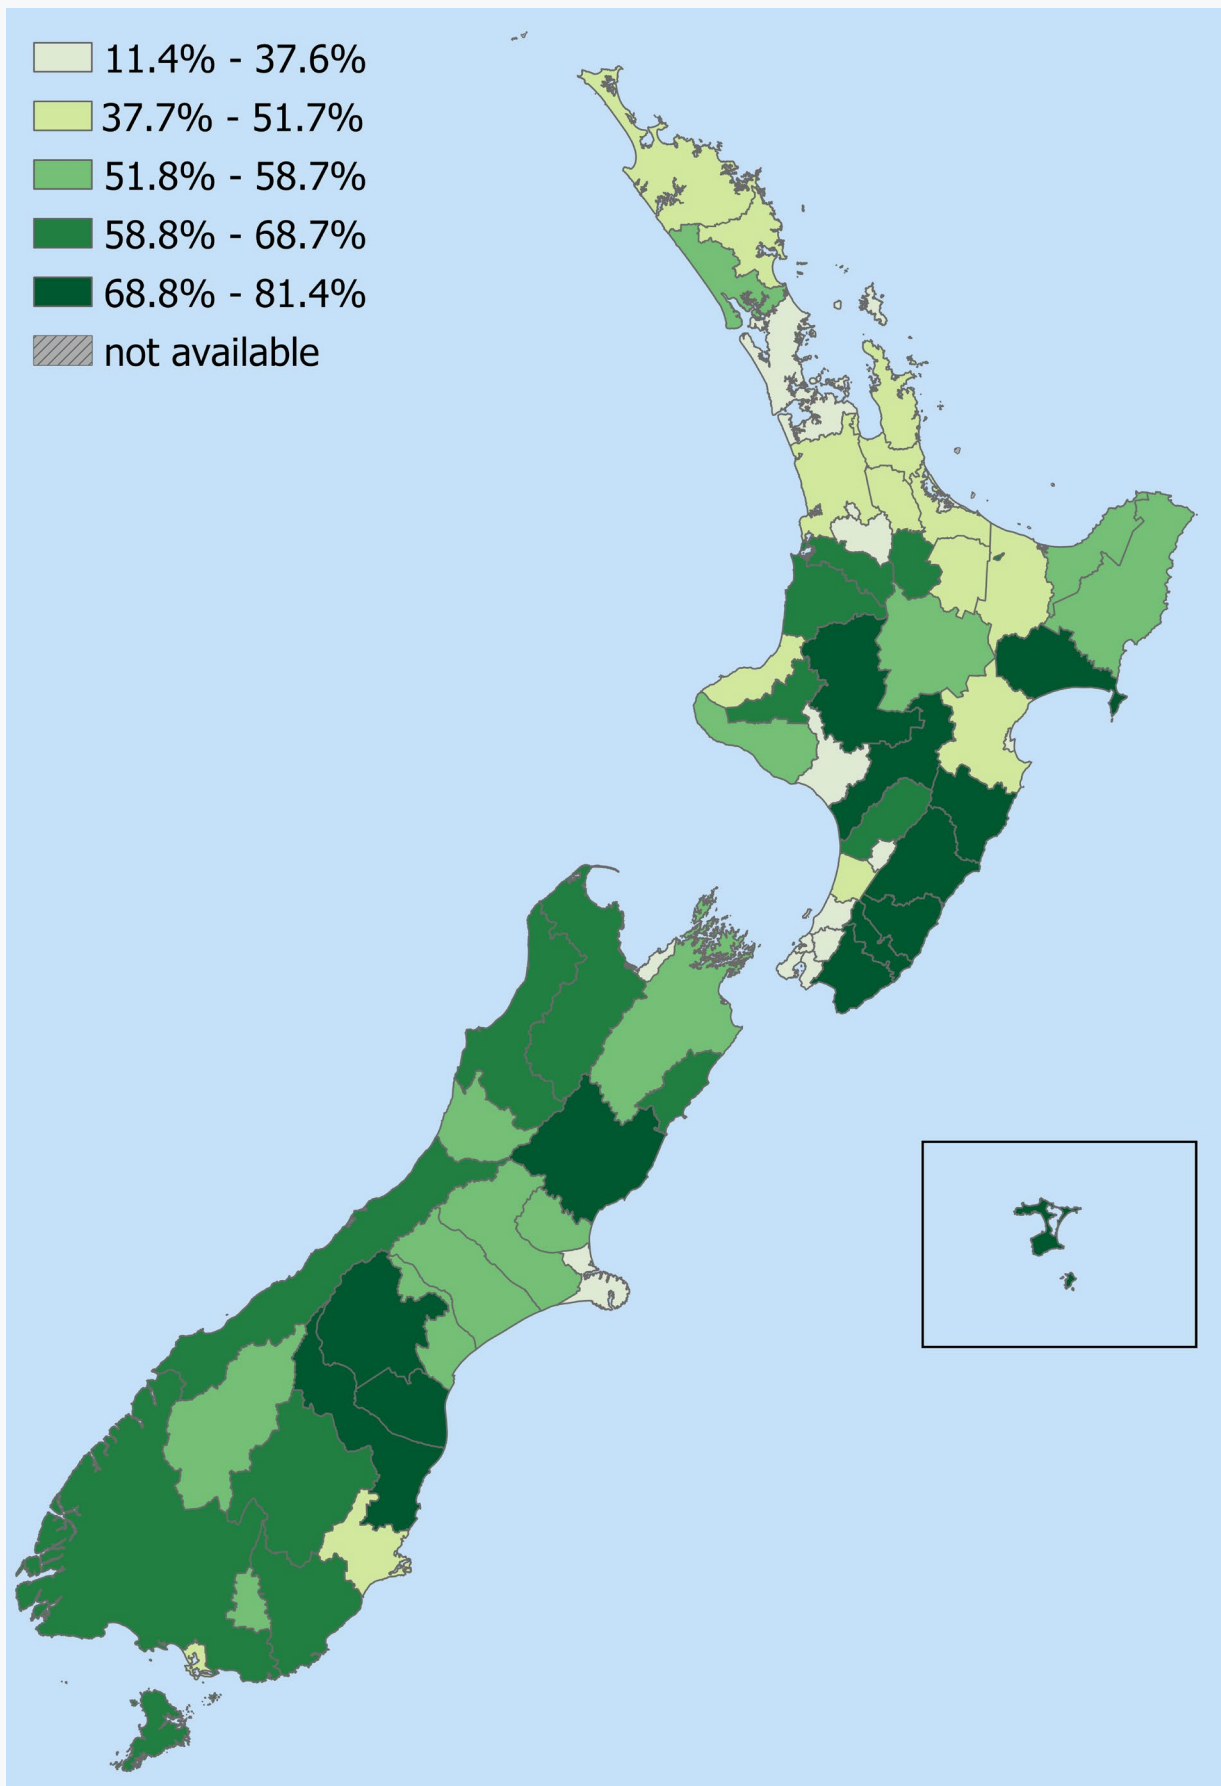 11.4% - 37.6%
37.7% - 51.7%
51.8% - 58.7%
58.8% - 68.7%
68.8% - 81.4%
not available